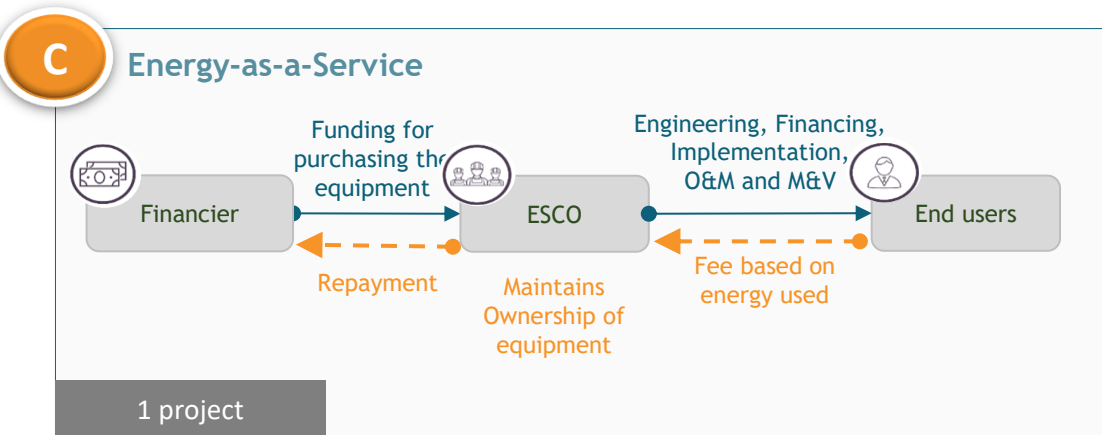 C
Energy-as-a-Service
Funding for
purchasing the
equipment
Engineering, Financing,
Implementation,
O&M and M&V
Financier
ESCO
End users
Repayment
Maintains
Ownership of
equipment
Fee based on
energy used
1 project